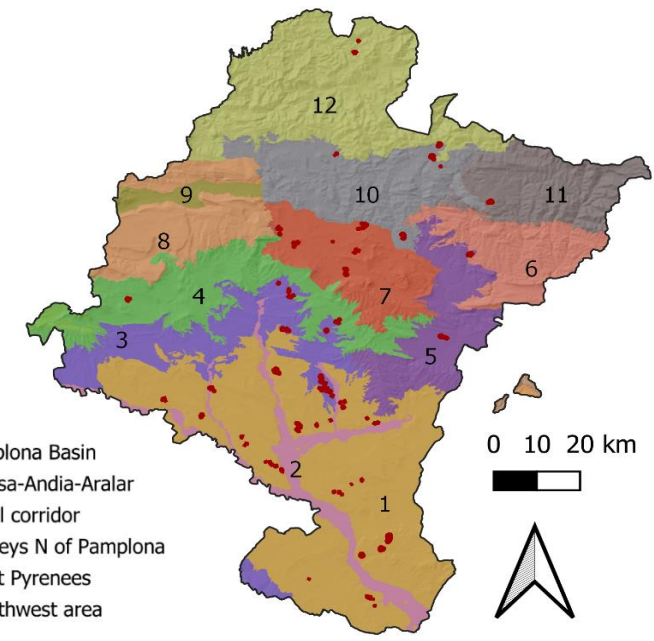 12
9
10
11
8
6
4
7
3
5
2
1
0 10 20 km
plona Basin
sa-Andia-Aralar
l corridor
eys N of Pamplona
t Pyrenees
thwest area